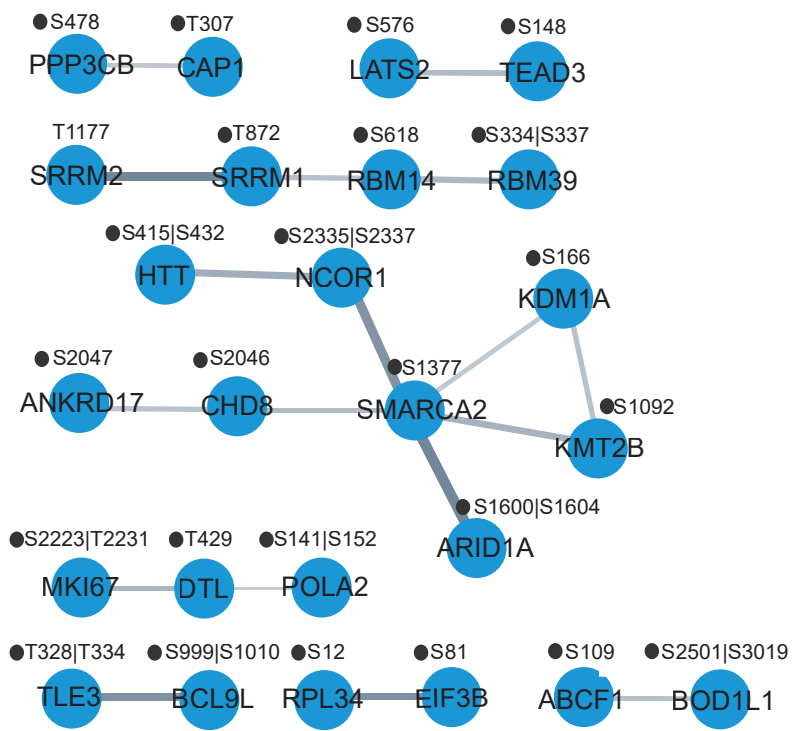 S478 T307 S576 S148
PPP3CB CAP1 LATS2 TEAD3
T1177 T872 S618 S334|S337
SRRM2 SRRM1 RBM14 RBM39
S415|S432 S2335|S2337 S166
HTT NCOR1 KDM1A
S2047 S2046 S1377
ANKRD17 CHD8 SMARCA2
S1092
KMT2B
S1600|S1604
ARID1A
S2223|T2231 T429 S141|S152
MKI67 DTL POLA2
T328|T334 S999|S1010 S12 S81 S109 S2501|S3019
TLE3 BCL9L RPL34 EIF3B ABCF1 BOD1L1